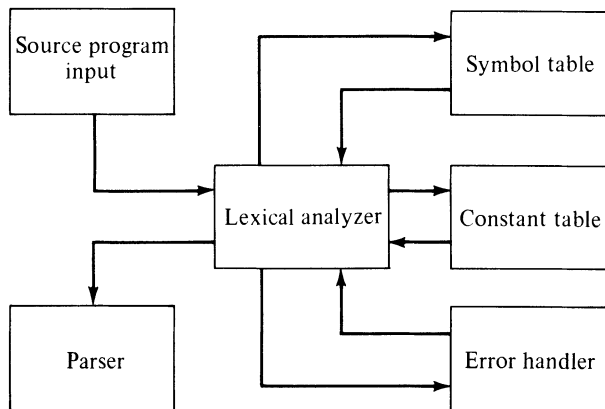 Source program
input
Symbol table
Lexical analyzer
Constant table
Parser
Error handler